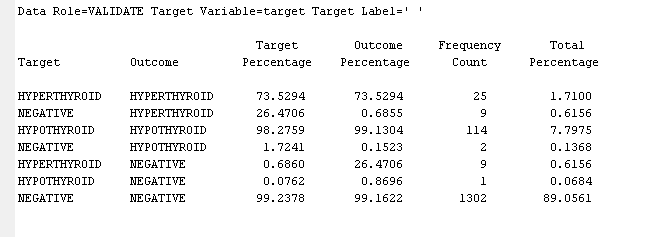 Data Role=VALIDATE Target Variable=target Target Label=' '
Target Outcome Frequency Total
Target Outcome Percentage Percentage Count Percentage
HYPERTHYROID HYPERTHYROID 73.5294 73.5294 25 1.7100
NEGATIVE HYPERTHYROID 26.4706 0.6855 9 0.6156
HYPOTHYROID HYPOTHYROID 98.2759 99.1304 114 7.7975
NEGATIVE HYPOTHYROID 1.7241 0.1523 2 0.1368
HYPERTHYROID NEGATIVE 0.6860 26.4706 9 0.6156
HYPOTHYROID NEGATIVE 0.0762 0.8696 1 0.0684
NEGATIVE NEGATIVE 99.2378 99.1622 1302 89.0561